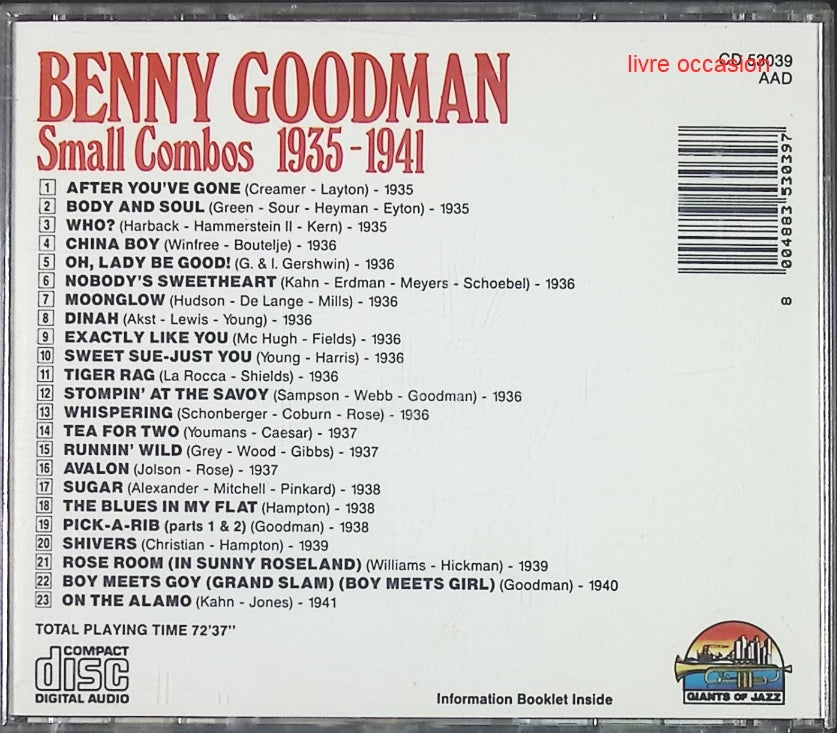 livre occasion
CD 53039
AAD
BENNY GOODMAN
Small Combos 1935-1941
1 AFTER YOU'VE GONE (Creamer - Layton) - 1935
2 BODY AND SOUL (Green - Sour - Heyman - Eyton) - 1935
3 WHO? (Harback - Hammerstein II - Kern) - 1935
4 CHINA BOY (Winfree - Boutelje) - 1936
5 OH, LADY BE GOOD! (G. & I. Gershwin) - 1936
6 NOBODY'S SWEETHEART (Kahn - Erdman - Meyers - Schoebel) - 1936
7 MOONGLOW (Hudson - De Lange - Mills) - 1936
8 DINAH (Akst - Lewis - Young) - 1936
9 EXACTLY LIKE YOU (Mc Hugh - Fields) - 1936
10 SWEET SUE-JUST YOU (Young - Harris) - 1936
11 TIGER RAG (La Rocca - Shields) - 1936
12 STOMPIN' AT THE SAVOY (Sampson - Webb - Goodman) - 1936
13 WHISPERING (Schonberger - Coburn - Rose) - 1936
14 TEA FOR TWO (Youmans - Caesar) - 1937
15 RUNNIN' WILD (Grey - Wood - Gibbs) - 1937
16 AVALON (Jolson - Rose) - 1937
17 SUGAR (Alexander - Mitchell - Pinkard) - 1938
18 THE BLUES IN MY FLAT (Hampton) - 1938
19 PICK-A-RIB (parts 1 & 2) (Goodman) - 1938
20 SHIVERS (Christian - Hampton) - 1939
21 ROSE ROOM (IN SUNNY ROSELAND) (Williams - Hickman) - 1939
22 BOY MEETS GOY (GRAND SLAM) (BOY MEETS GIRL) (Goodman) - 1940
23 ON THE ALAMO (Kahn - Jones) - 1941
TOTAL PLAYING TIME 72'37"
COMPACT
disc
DIGITAL AUDIO
Information Booklet Inside
GIANTS OF JAZZ
8 004883 530397